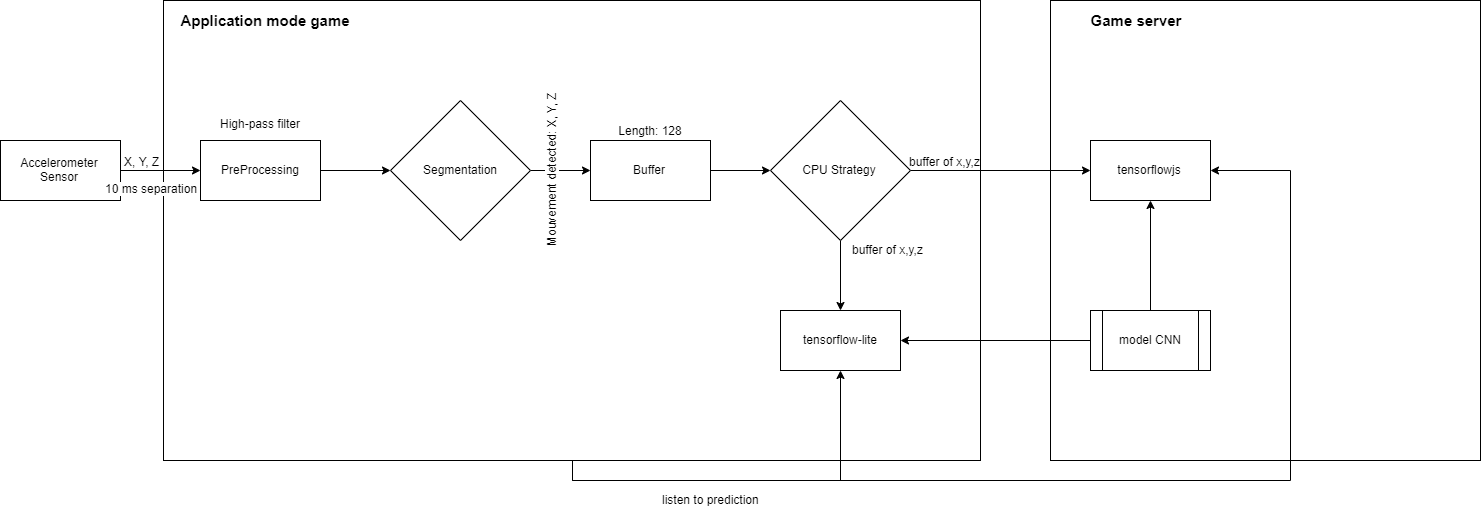 Application mode game
Game server
High-pass filter
Accelerometer
Sensor
X, Y, Z
10 ms separation
PreProcessing
Segmentation
Mouvement detected: X, Y, Z
Length: 128
Buffer
CPU Strategy
buffer of x,y,z
tensorflowjs
buffer of x,y,z
tensorflow-lite
model CNN
listen to prediction